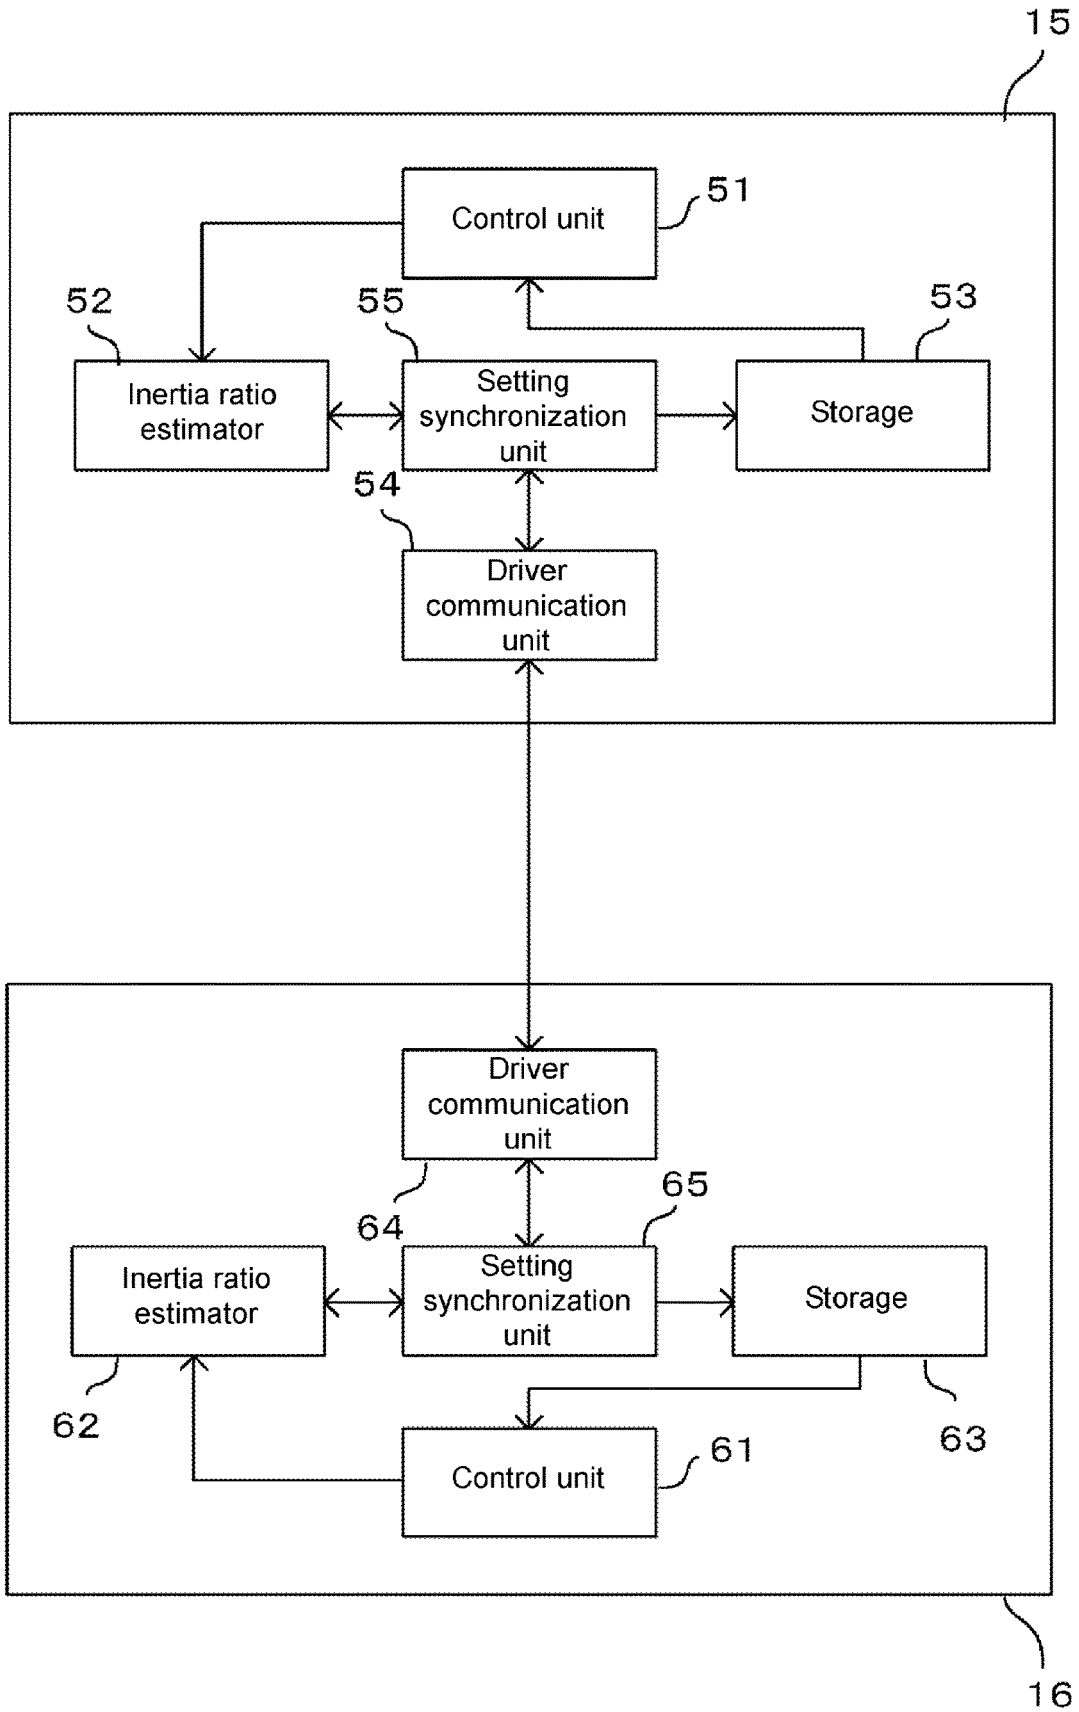 15
Control unit
51
52
55
53
Inertia ratio
estimator
Setting
synchronization
unit
Storage
54
Driver
communication
unit
Driver
communication
unit
64
65
Inertia ratio
estimator
Setting
synchronization
unit
Storage
62
63
Control unit
61
16